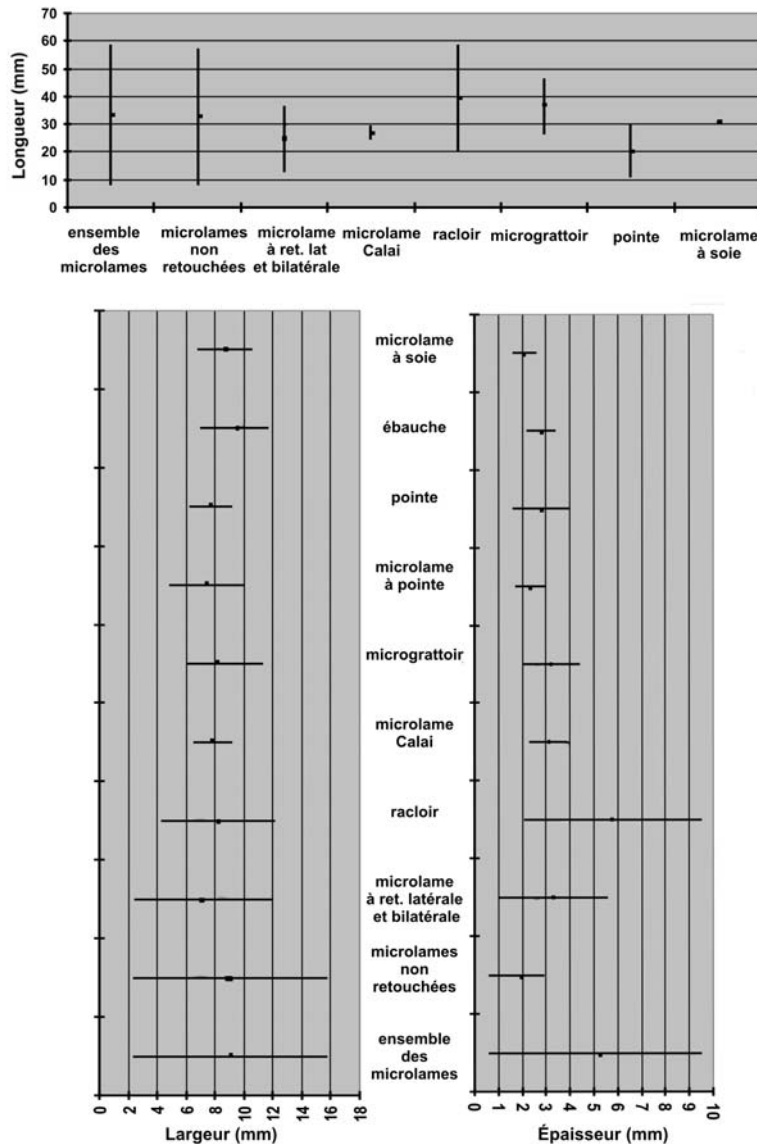 70
60
50
40
30
20
10
0
Longueur (mm)
ensemble
des
microlames
microlames
non
retouchées
microlame
à ret. lat
et bilatérale
microlame
Calai
racloir
micrograttoir
pointe
microlame
à soie
microlame
à soie
ébauche
pointe
microlame
à pointe
micrograttoir
microlame
Calai
racloir
microlame
à ret. latérale
et bilatérale
microlames
non
retouchées
ensemble
des
microlames
0 2 4 6 8 10 12 14 16 18
Largeur (mm)
0 1 2 3 4 5 6 7 8 9 10
Épaisseur (mm)